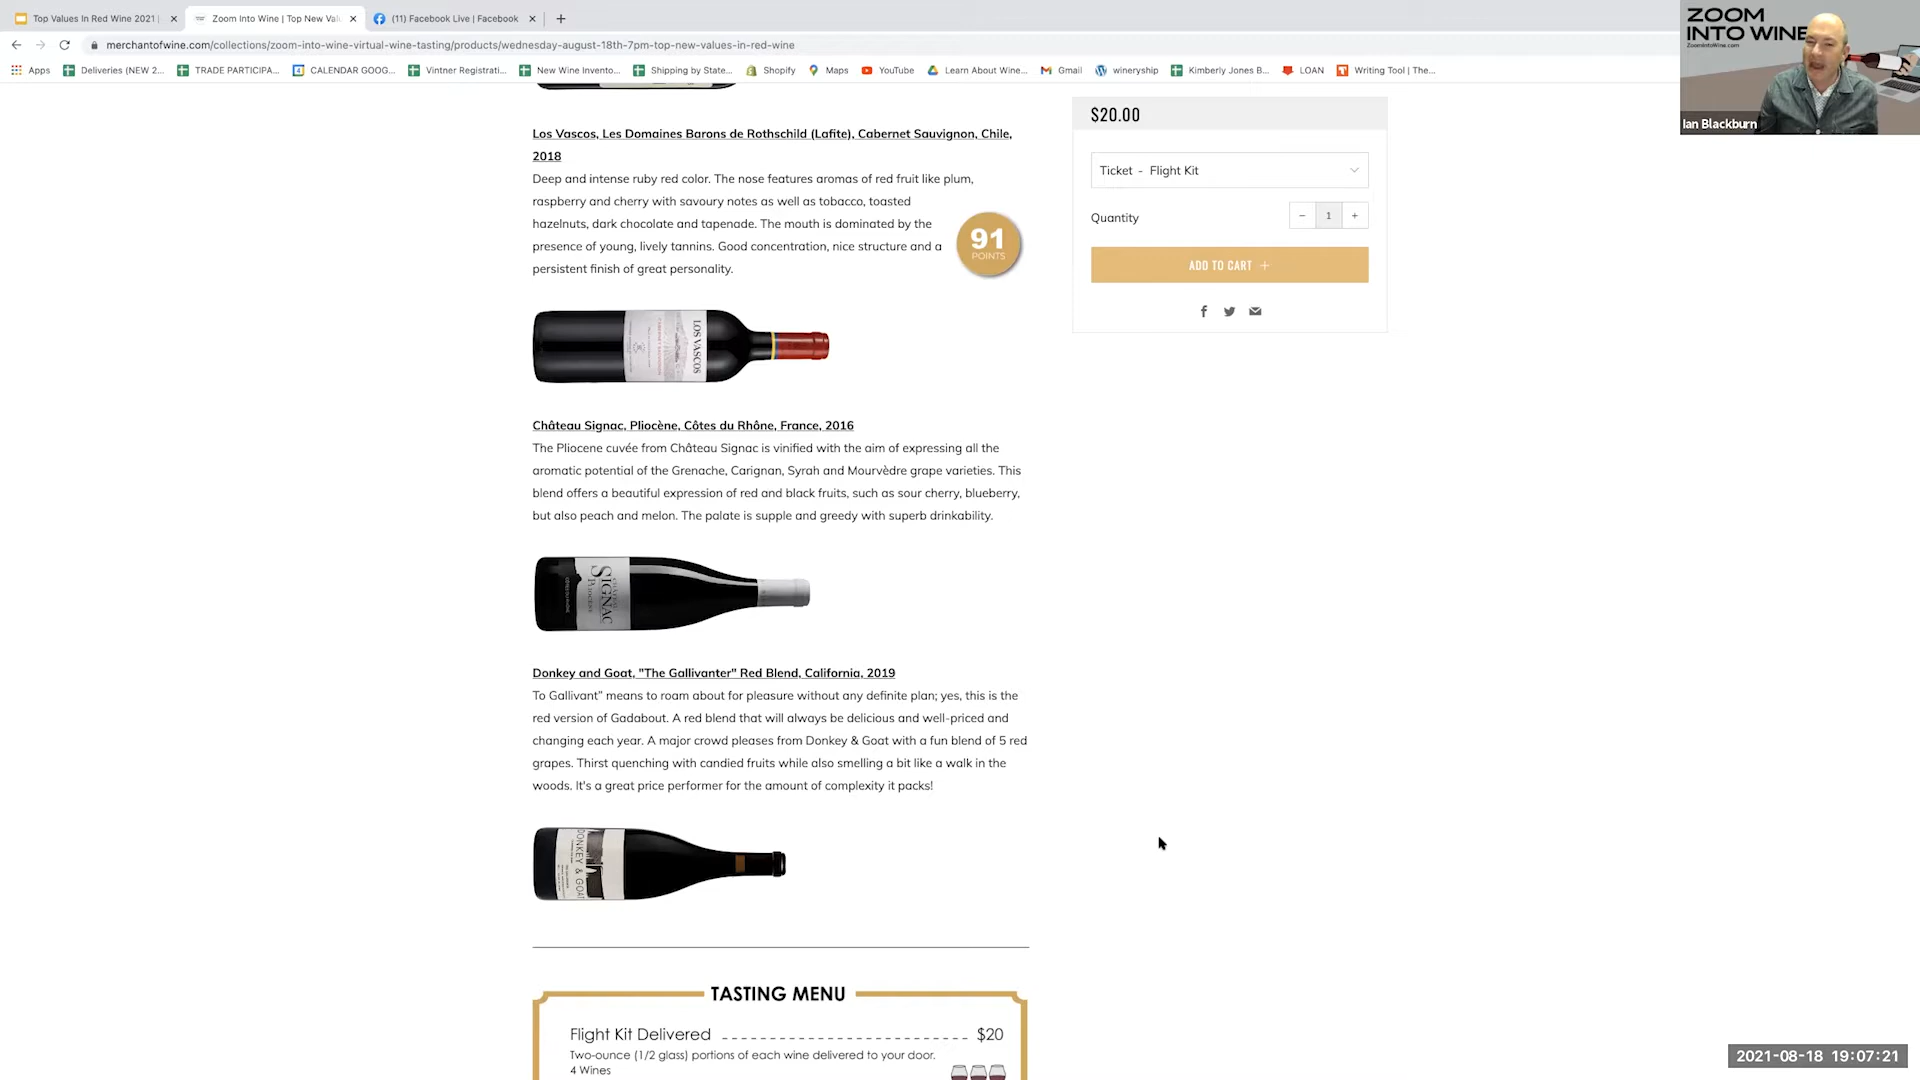 Top Values In Red Wine 2021 |
Zoom Into Wine | Top New Val
(11) Facebook Live | Facebook
merchantofwine.com/collections/zoom-into-wine-virtual-wine-tasting/products/wednesday-august-18th-7pm-top-new-values-in-red-wine
Apps
Deliveries (NEW 2...
TRADE PARTICIPA...
CALENDAR GOOG...
Vintner Registrati...
New Wine Invento...
Shipping by State...
Shopify
Maps
YouTube
Learn About Wine...
Gmail
wineryship
Kimberly Jones B...
LOAN
Writing Tool | The...
ZOOM
INTO WINE
ZoomIntoWine.com
Ian Blackburn
Los Vascos, Les Domaines Barons de Rothschild (Lafite), Cabernet Sauvignon, Chile,
2018
Deep and intense ruby red color. The nose features aromas of red fruit like plum,
raspberry and cherry with savoury notes as well as tobacco, toasted
hazelnuts, dark chocolate and tapenade. The mouth is dominated by the
presence of young, lively tannins. Good concentration, nice structure and a
persistent finish of great personality.
91
POINTS
LOS VASCOS
$20.00
Ticket - Flight Kit
Quantity
− 1 +
ADD TO CART +
Château Signac, Pliocène, Côtes du Rhône, France, 2016
The Pliocene cuvée from Château Signac is vinified with the aim of expressing all the
aromatic potential of the Grenache, Carignan, Syrah and Mourvèdre grape varieties. This
blend offers a beautiful expression of red and black fruits, such as sour cherry, blueberry,
but also peach and melon. The palate is supple and greedy with superb drinkability.
SIGNAC
Donkey and Goat, "The Gallivanter" Red Blend, California, 2019
To Gallivant” means to roam about for pleasure without any definite plan; yes, this is the
red version of Gadabout. A red blend that will always be delicious and well-priced and
changing each year. A major crowd pleases from Donkey & Goat with a fun blend of 5 red
grapes. Thirst quenching with candied fruits while also smelling a bit like a walk in the
woods. It's a great price performer for the amount of complexity it packs!
DONKEY & GOAT
TASTING MENU
Flight Kit Delivered $20
Two-ounce (1/2 glass) portions of each wine delivered to your door.
4 Wines
2021-08-18 19:07:21